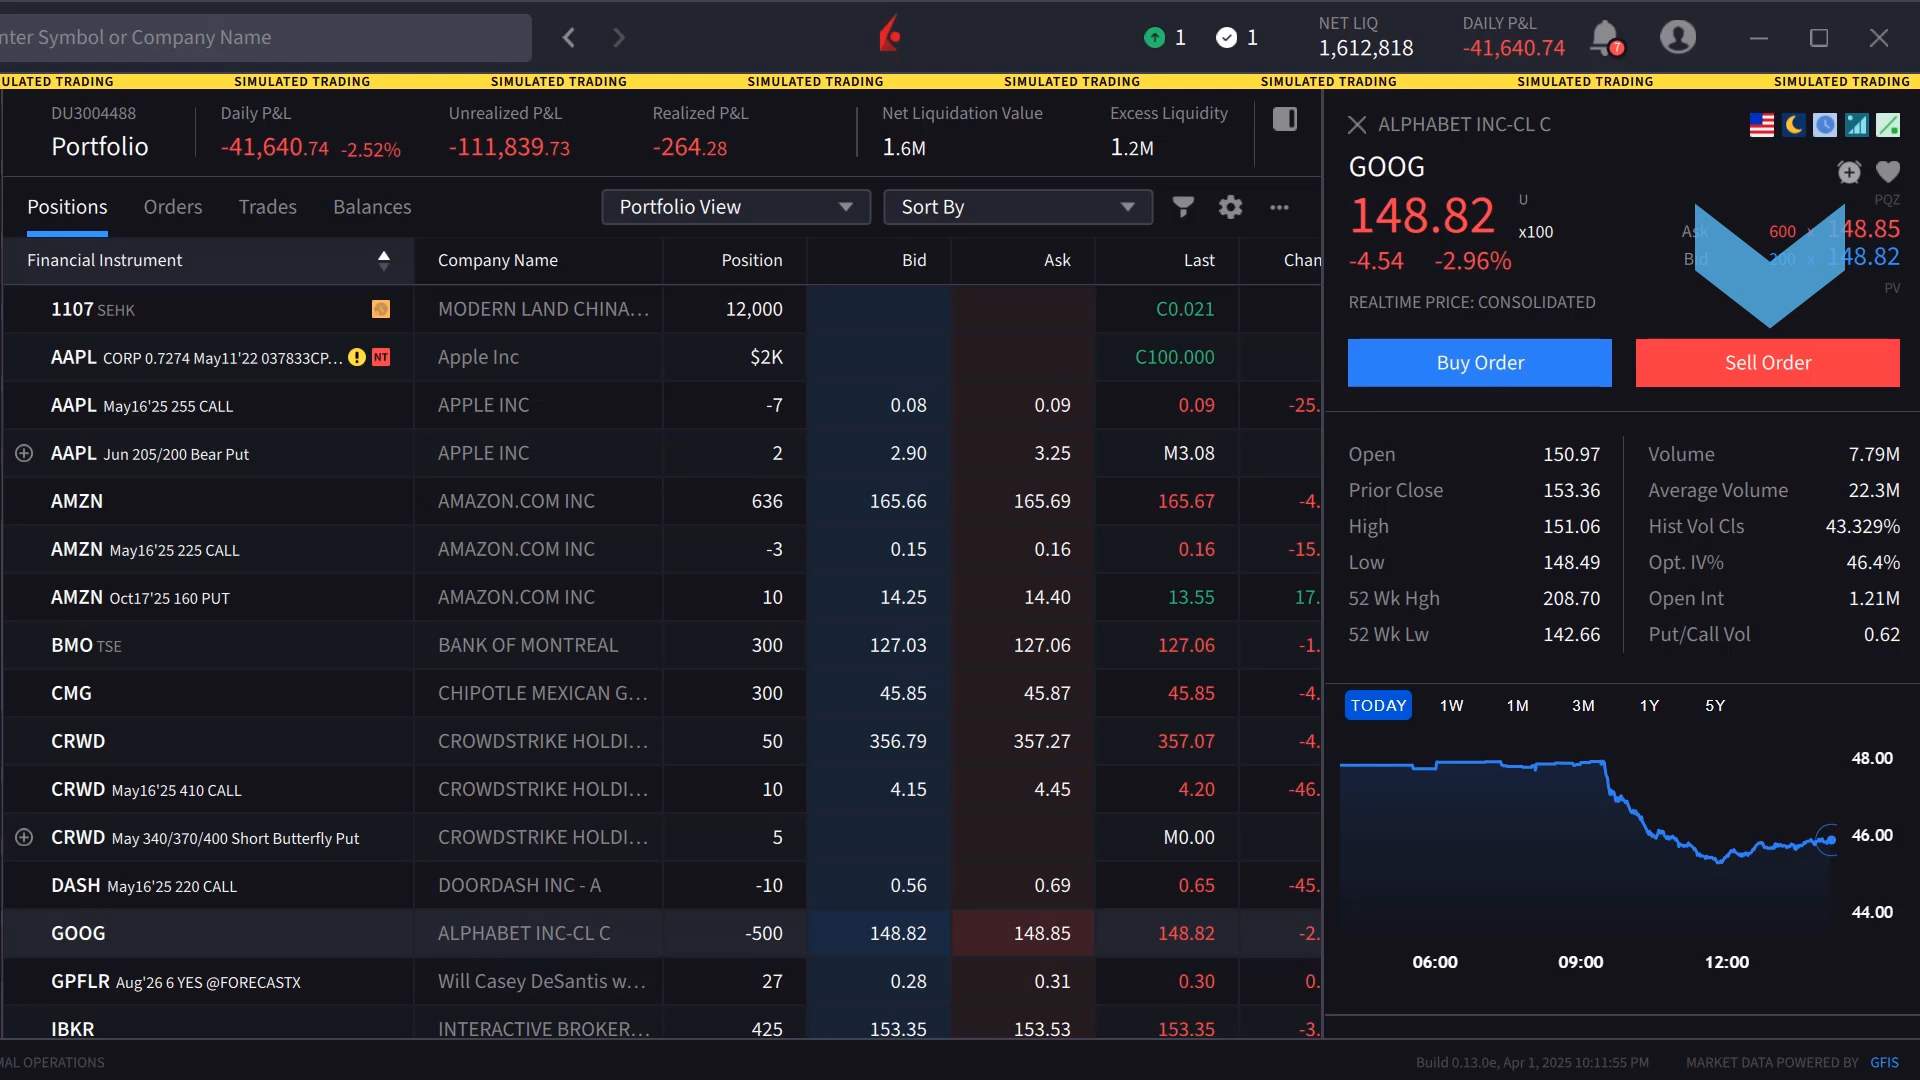 nter Symbol or Company Name
1
1
NET LIQ
1,612,818
DAILY P&L
-41,640.74
7
ULATED TRADING SIMULATED TRADING SIMULATED TRADING SIMULATED TRADING SIMULATED TRADING SIMULATED TRADING SIMULATED TRADING SIMULATED TRADING
DU3004488
Portfolio
Daily P&L
-41,640.74 -2.52%
Unrealized P&L
-111,839.73
Realized P&L
-264.28
Net Liquidation Value
1.6M
Excess Liquidity
1.2M
Positions Orders Trades Balances
Portfolio View
Sort By
Financial Instrument Company Name Position Bid Ask Last Chan
1107 SEHK MODERN LAND CHINA... 12,000 C0.021
AAPL CORP 0.7274 May11'22 037833CP... NT Apple Inc $2K C100.000
AAPL May16'25 255 CALL APPLE INC -7 0.08 0.09 0.09 -25.
AAPL Jun 205/200 Bear Put APPLE INC 2 2.90 3.25 M3.08
AMZN AMAZON.COM INC 636 165.66 165.69 165.67 -4.
AMZN May16'25 225 CALL AMAZON.COM INC -3 0.15 0.16 0.16 -15.
AMZN Oct17'25 160 PUT AMAZON.COM INC 10 14.25 14.40 13.55 17.
BMO TSE BANK OF MONTREAL 300 127.03 127.06 127.06 -1.
CMG CHIPOTLE MEXICAN G... 300 45.85 45.87 45.85 -4.
CRWD CROWDSTRIKE HOLDI... 50 356.79 357.27 357.07 -4.
CRWD May16'25 410 CALL CROWDSTRIKE HOLDI... 10 4.15 4.45 4.20 -46.
CRWD May 340/370/400 Short Butterfly Put CROWDSTRIKE HOLDI... 5 M0.00
DASH May16'25 220 CALL DOORDASH INC - A -10 0.56 0.69 0.65 -45.
GOOG ALPHABET INC-CL C -500 148.82 148.85 148.82 -2.
GPFLR Aug'26 6 YES @FORECASTX Will Casey DeSantis w... 27 0.28 0.31 0.30 0.
IBKR INTERACTIVE BROKER... 425 153.35 153.53 153.35 -3.
ALPHABET INC-CL C
GOOG
148.82
U
x100
-4.54 -2.96%
PQZ
Ask 600 x 148.85
Bid 200 x 148.82
PV
REALTIME PRICE: CONSOLIDATED
Buy Order
Sell Order
Open 150.97 Volume 7.79M
Prior Close 153.36 Average Volume 22.3M
High 151.06 Hist Vol Cls 43.329%
Low 148.49 Opt. IV% 46.4%
52 Wk Hgh 208.70 Open Int 1.21M
52 Wk Lw 142.66 Put/Call Vol 0.62
TODAY 1W 1M 3M 1Y 5Y
48.00
46.00
44.00
06:00 09:00 12:00
MAL OPERATIONS
Build 0.13.0e, Apr 1, 2025 10:11:55 PM
MARKET DATA POWERED BY GFIS